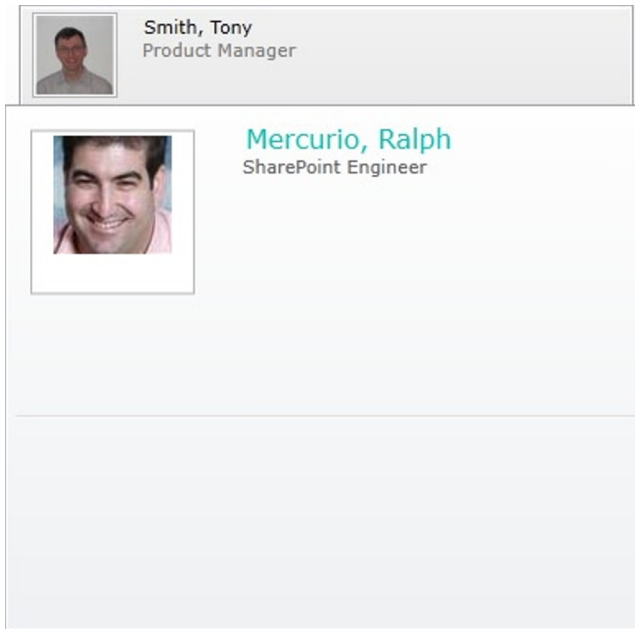 Smith, Tony
Product Manager
Mercurio, Ralph
SharePoint Engineer